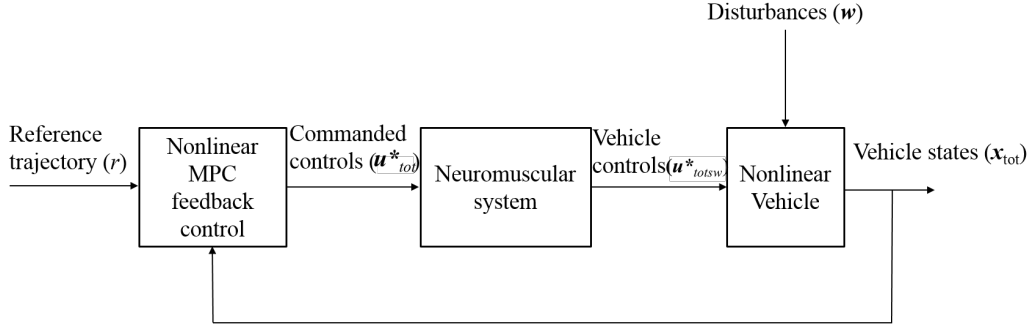 Disturbances (w)
Reference
trajectory (r)
Nonlinear
MPC
feedback
control
Commanded
controls (u*tot)
Neuromuscular
system
Vehicle
controls(u*totsw)
Nonlinear
Vehicle
Vehicle states (xtot)